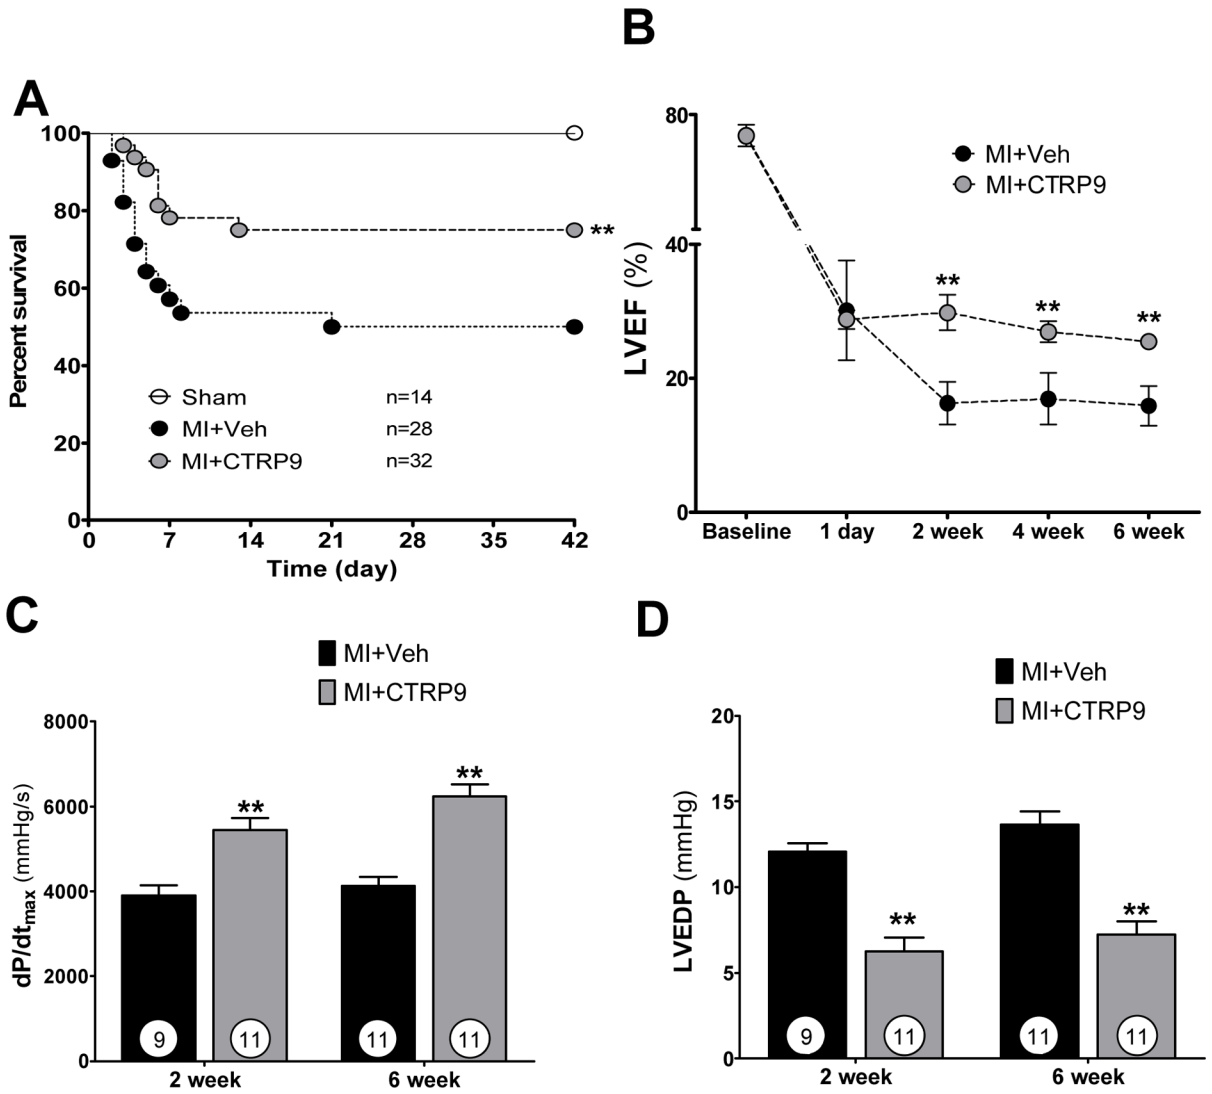 A
100
80
60
40
20
0
Percent survival
**
Sham n=14
MI+Veh n=28
MI+CTRP9 n=32
0 7 14 21 28 35 42
Time (day)
B
80
40
20
0
LVEF (%)
MI+Veh
MI+CTRP9
** ** **
Baseline 1 day 2 week 4 week 6 week
C
MI+Veh
MI+CTRP9
8000
6000
4000
2000
0
dP/dtmax (mmHg/s)
** **
9 11 11 11
2 week 6 week
D
MI+Veh
MI+CTRP9
20
15
10
5
0
LVEDP (mmHg)
** **
9 11 11 11
2 week 6 week